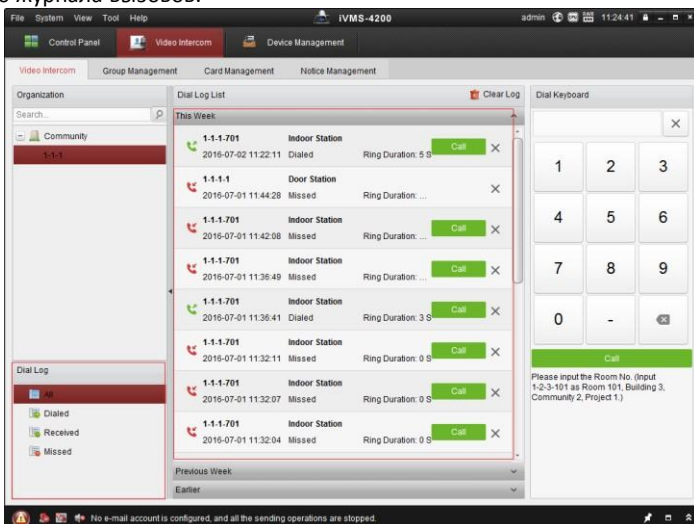 журнала вызовов.
File System View Tool Help iVMS-4200 admin 11:24:41
Control Panel Video Intercom Device Management
Video Intercom Group Management Card Management Notice Management
Organization
Search...
Community
1-1-1
Dial Log
All
Dialed
Received
Missed
Dial Log List Clear Log
This Week
1-1-1-701 Indoor Station
2016-07-02 11:22:11 Dialed Ring Duration: 5 S Call
1-1-1-1 Door Station
2016-07-01 11:44:28 Missed Ring Duration: ...
1-1-1-701 Indoor Station
2016-07-01 11:42:08 Missed Ring Duration: ... Call
1-1-1-701 Indoor Station
2016-07-01 11:36:49 Missed Ring Duration: ... Call
1-1-1-701 Indoor Station
2016-07-01 11:36:41 Dialed Ring Duration: 3 S Call
1-1-1-701 Indoor Station
2016-07-01 11:32:11 Missed Ring Duration: 0 S Call
1-1-1-701 Indoor Station
2016-07-01 11:32:07 Missed Ring Duration: 0 S Call
1-1-1-701 Indoor Station
2016-07-01 11:32:04 Missed Ring Duration: 0 S Call
Previous Week
Earlier
Dial Keyboard
1 2 3
4 5 6
7 8 9
0 -
Call
Please input the Room No. (Input
1-2-3-101 as Room 101, Building 3,
Community 2, Project 1.)
No e-mail account is configured, and all the sending operations are stopped.